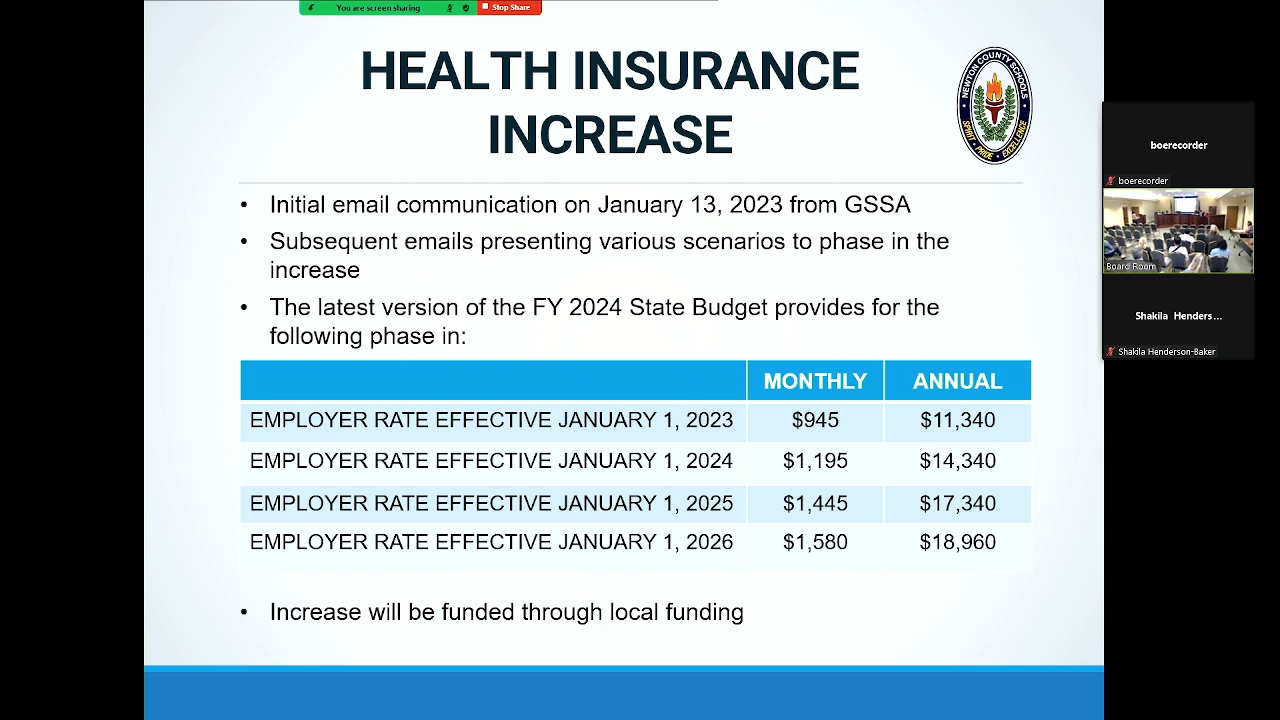 You are screen sharing
Stop Share
HEALTH INSURANCE
INCREASE
NEWTON COUNTY SCHOOLS
SPIRIT · PRIDE · EXCELLENCE
• Initial email communication on January 13, 2023 from GSSA
• Subsequent emails presenting various scenarios to phase in the
increase
• The latest version of the FY 2024 State Budget provides for the
following phase in:
MONTHLY ANNUAL
EMPLOYER RATE EFFECTIVE JANUARY 1, 2023 $945 $11,340
EMPLOYER RATE EFFECTIVE JANUARY 1, 2024 $1,195 $14,340
EMPLOYER RATE EFFECTIVE JANUARY 1, 2025 $1,445 $17,340
EMPLOYER RATE EFFECTIVE JANUARY 1, 2026 $1,580 $18,960
• Increase will be funded through local funding
boerecorder
boerecorder
Board Room
Shakila Henders...
Shakila Henderson-Baker